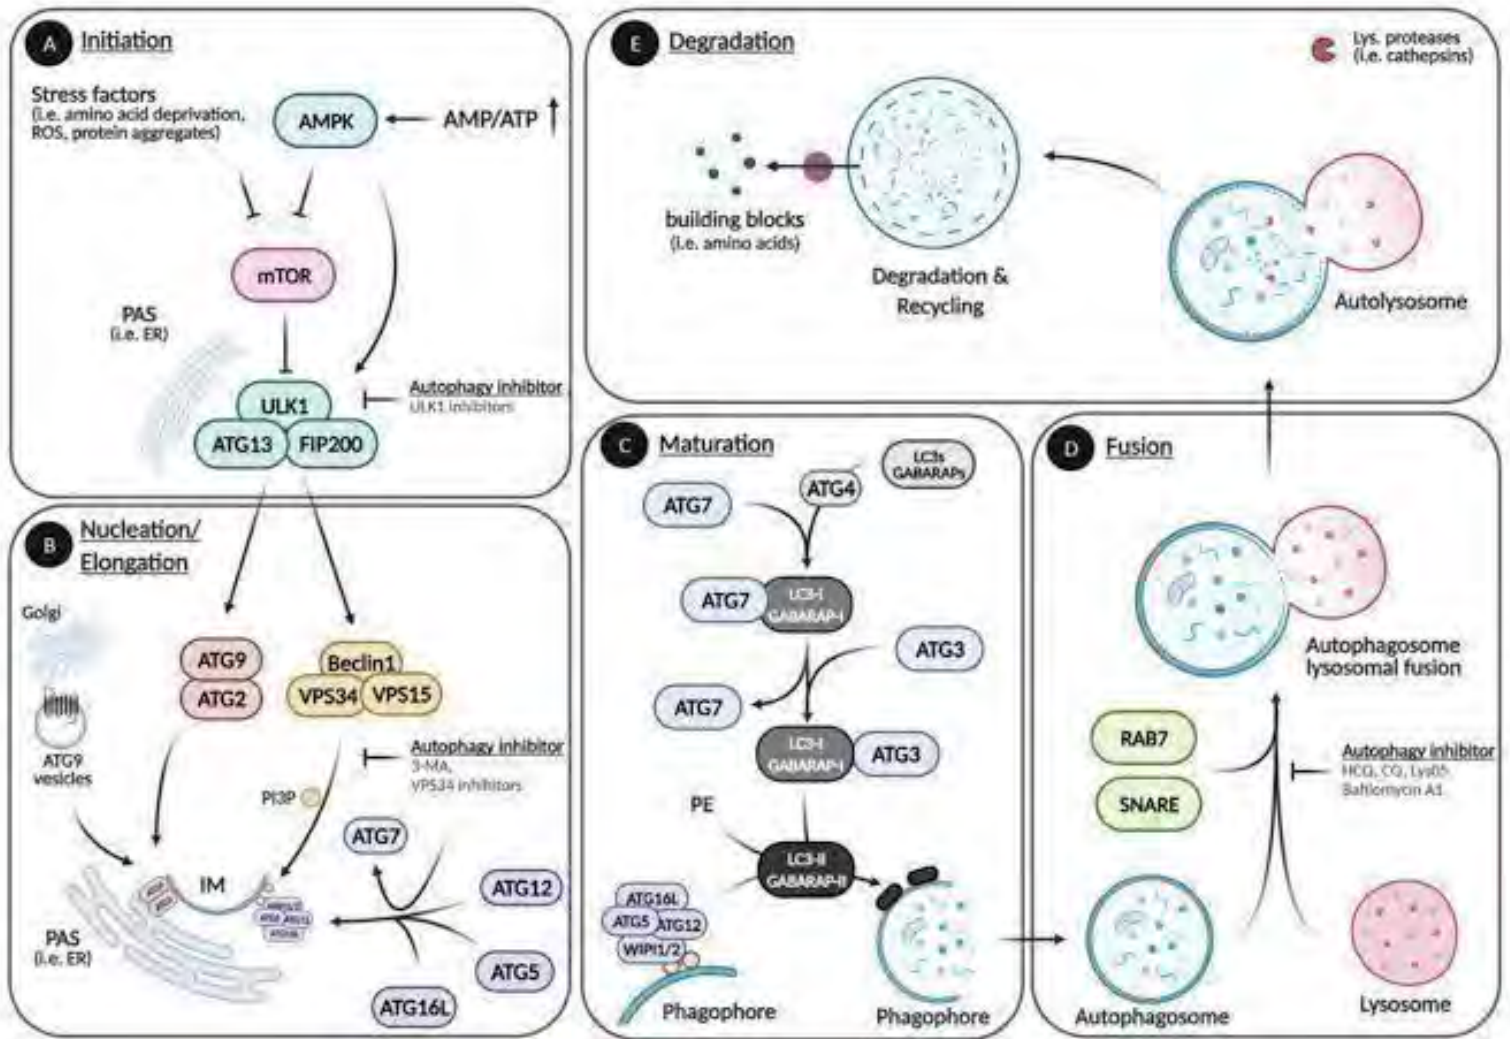 A Initiation
Stress factors
(i.e. amino acid deprivation,
ROS, protein aggregates)
AMPK
AMP/ATP
mTOR
PAS
(i.e. ER)
Autophagy inhibitor
ULK1 inhibitors
ULK1
ATG13
FIP200
B Nucleation/
Elongation
Golgi
ATG9
vesicles
ATG9
ATG2
Beclin1
VPS34
VPS15
Autophagy inhibitor
3-MA,
VPS34 inhibitors
PI3P
ATG7
IM
ATG12
ATG5
ATG16L
PAS
(i.e. ER)
C Maturation
LC3s
GABARAPs
ATG4
ATG7
ATG7
LC3-I
GABARAP-I
ATG3
ATG7
LC3-I
GABARAP-I
ATG3
PE
LC3-II
GABARAP-II
ATG16L
ATG5
ATG12
WIPI1/2
Phagophore
Phagophore
D Fusion
Autophagosome
lysosomal fusion
RAB7
SNARE
Autophagy inhibitor
HCQ, CQ, Lys05
Bafilomycin A1
Autophagosome
Lysosome
E Degradation
Lys. proteases
(i.e. cathepsins)
building blocks
(i.e. amino acids)
Degradation &
Recycling
Autolysosome